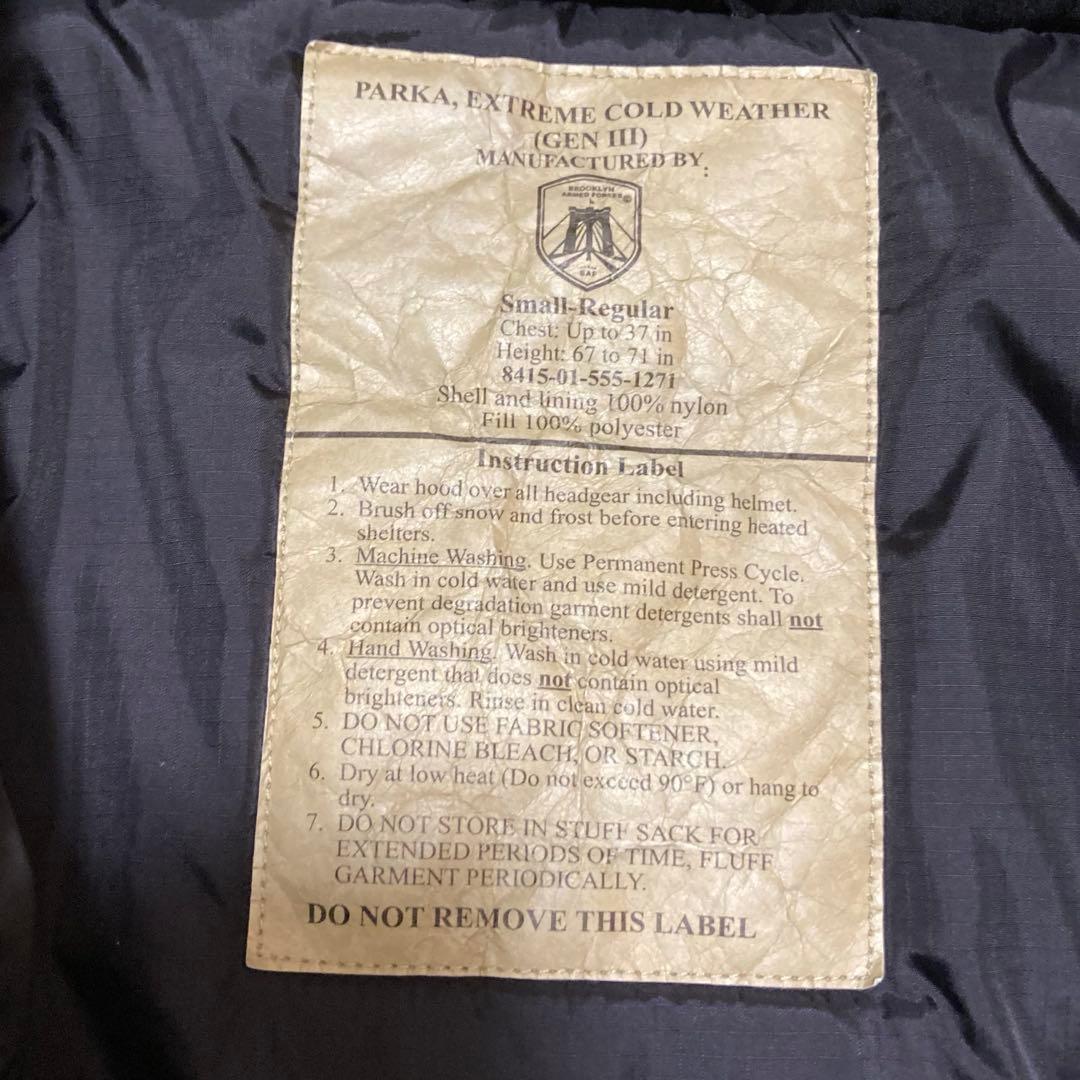 PARKA, EXTREME COLD WEATHER
(GEN III)
MANUFACTURED BY:
BROOKLYN
ARMED FORCES ©
BAF
Small-Regular
Chest: Up to 37 in
Height: 67 to 71 in
8415-01-555-1271
Shell and lining 100% nylon
Fill 100% polyester
Instruction Label
1. Wear hood over all headgear including helmet.
2. Brush off snow and frost before entering heated
shelters.
3. Machine Washing. Use Permanent Press Cycle.
Wash in cold water and use mild detergent. To
prevent degradation garment detergents shall not
contain optical brighteners.
4. Hand Washing. Wash in cold water using mild
detergent that does not contain optical
brighteners. Rinse in clean cold water.
5. DO NOT USE FABRIC SOFTENER,
CHLORINE BLEACH, OR STARCH.
6. Dry at low heat (Do not exceed 90°F) or hang to
dry.
7. DO NOT STORE IN STUFF SACK FOR
EXTENDED PERIODS OF TIME, FLUFF
GARMENT PERIODICALLY.
DO NOT REMOVE THIS LABEL